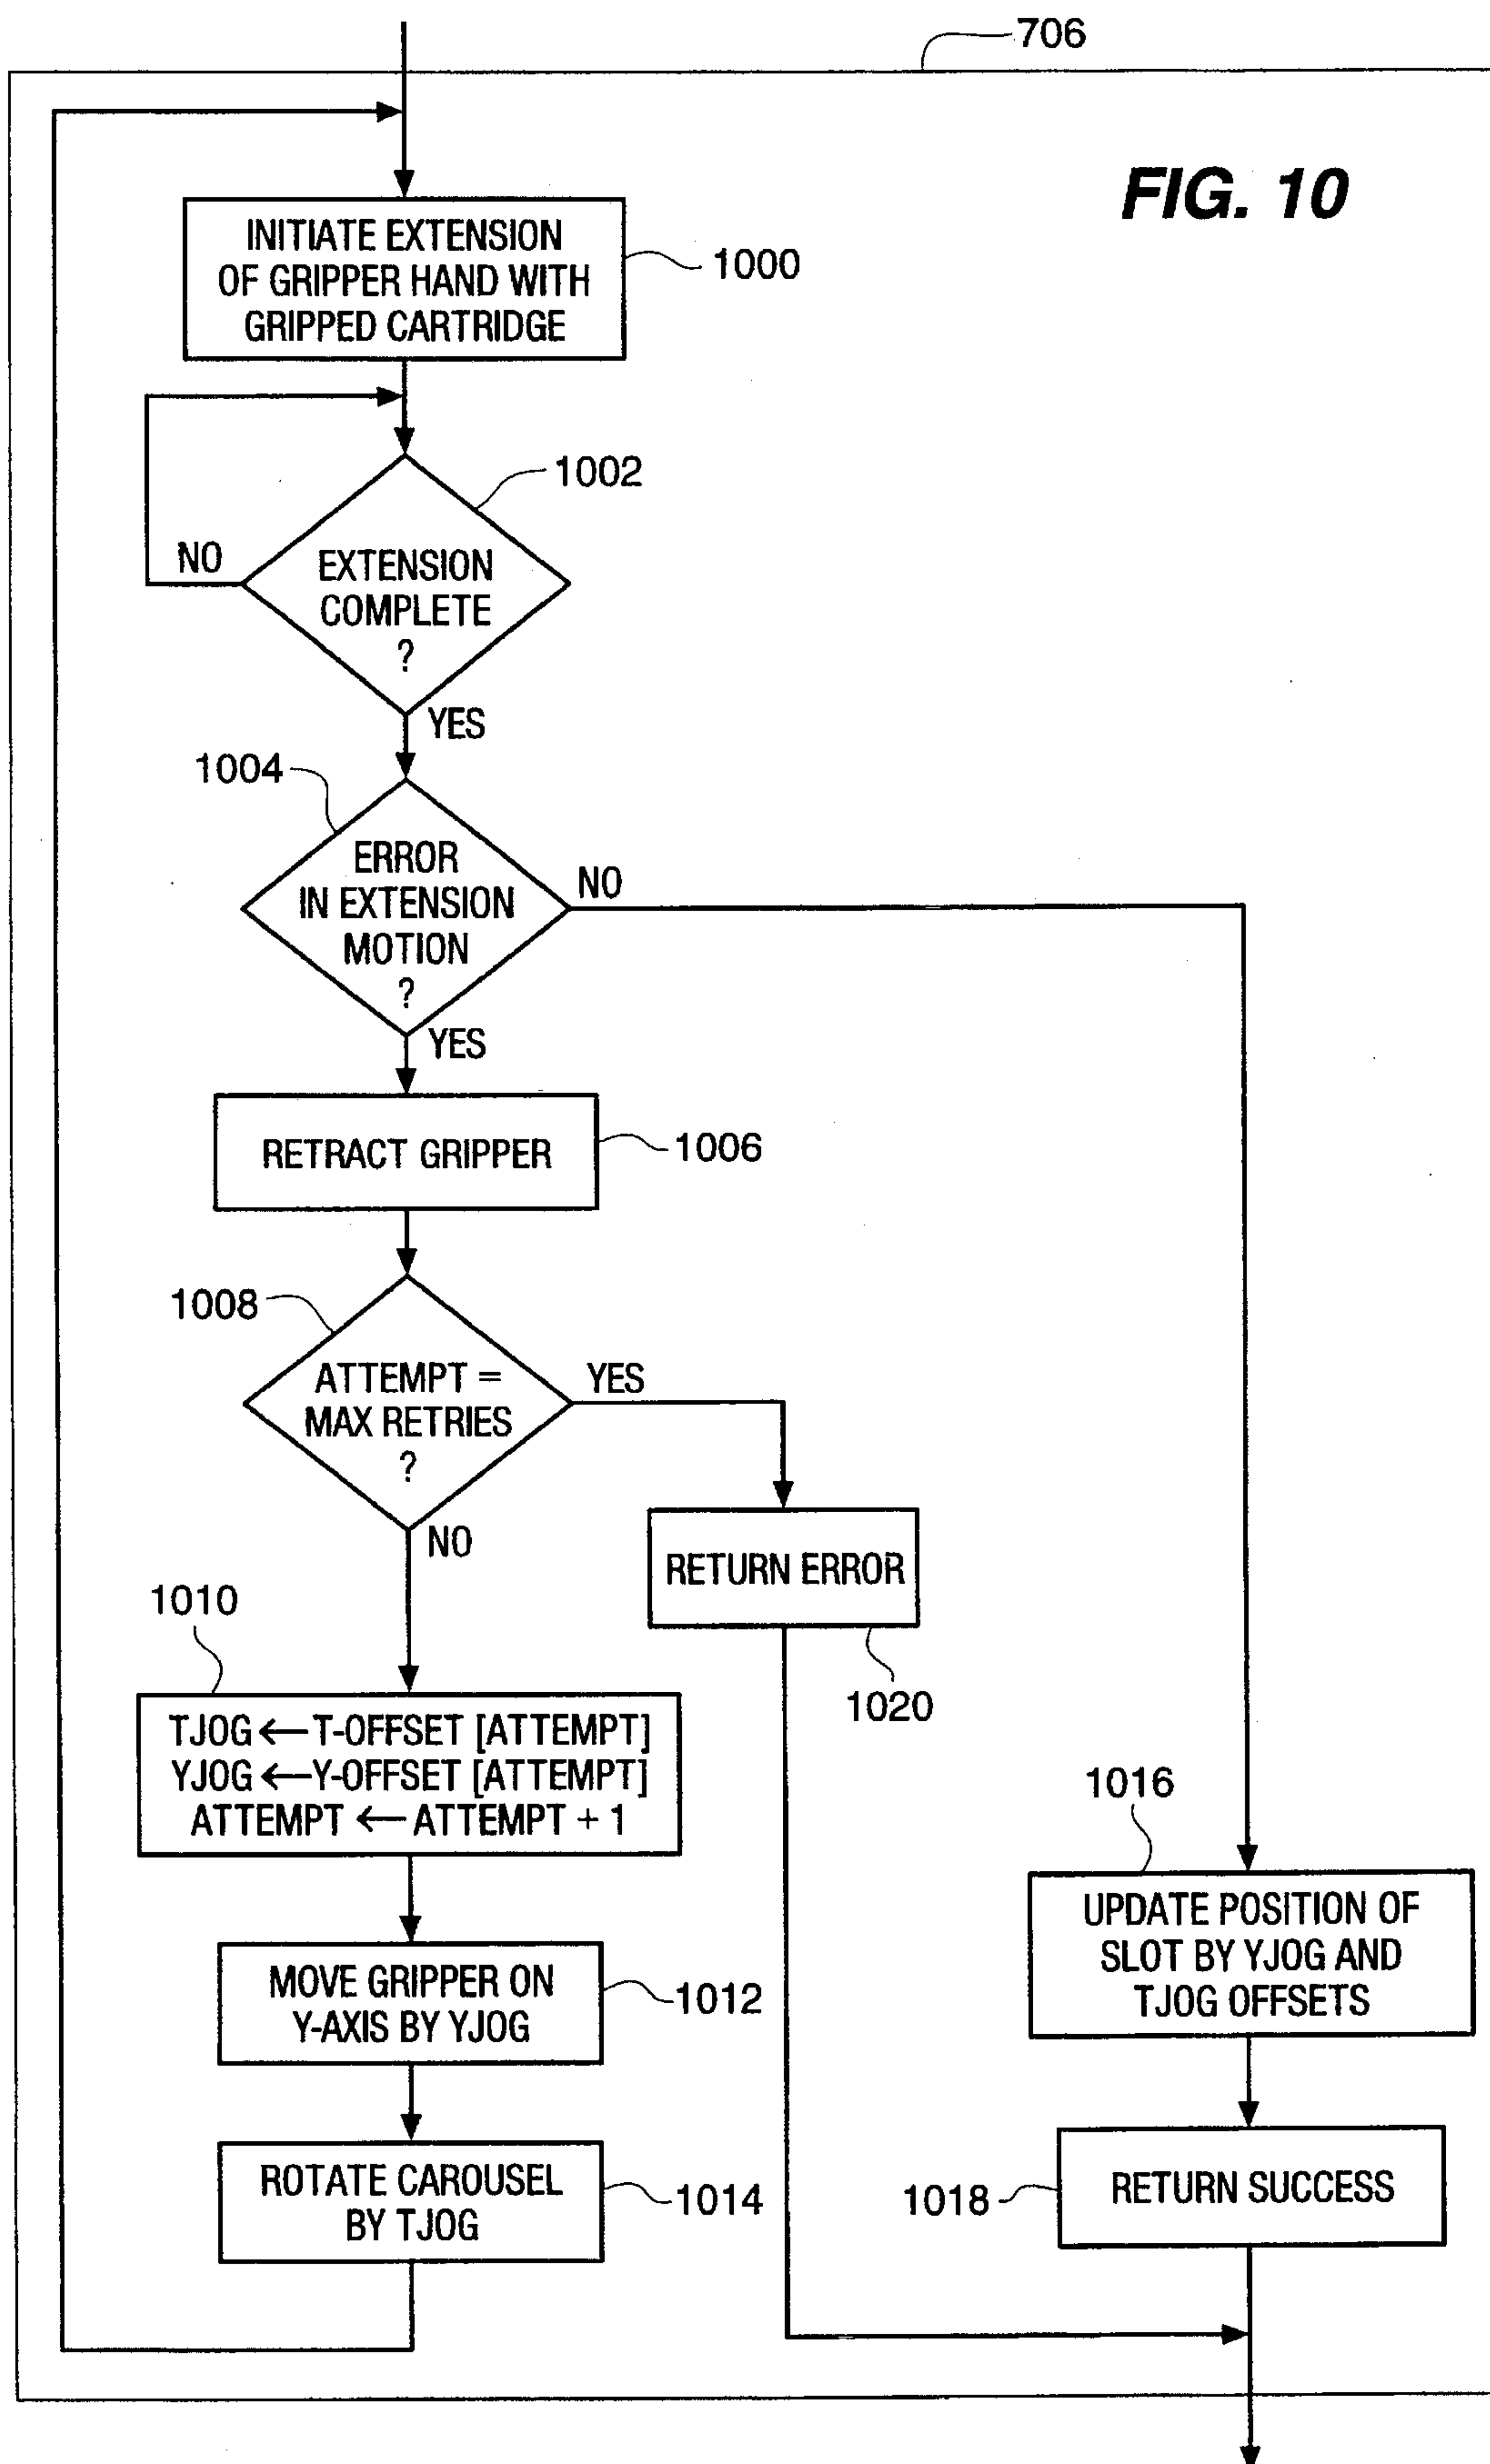 706
FIG. 10
INITIATE EXTENSION
OF GRIPPER HAND WITH
GRIPPED CARTRIDGE
1000
1002
NO
EXTENSION
COMPLETE
?
YES
1004
ERROR
IN EXTENSION
MOTION
?
NO
YES
RETRACT GRIPPER
1006
1008
ATTEMPT =
MAX RETRIES
?
YES
NO
RETURN ERROR
1020
1010
TJOG ← T-OFFSET [ATTEMPT]
YJOG ← Y-OFFSET [ATTEMPT]
ATTEMPT ← ATTEMPT + 1
1016
UPDATE POSITION OF
SLOT BY YJOG AND
TJOG OFFSETS
MOVE GRIPPER ON
Y-AXIS BY YJOG
1012
ROTATE CAROUSEL
BY TJOG
1014
1018
RETURN SUCCESS